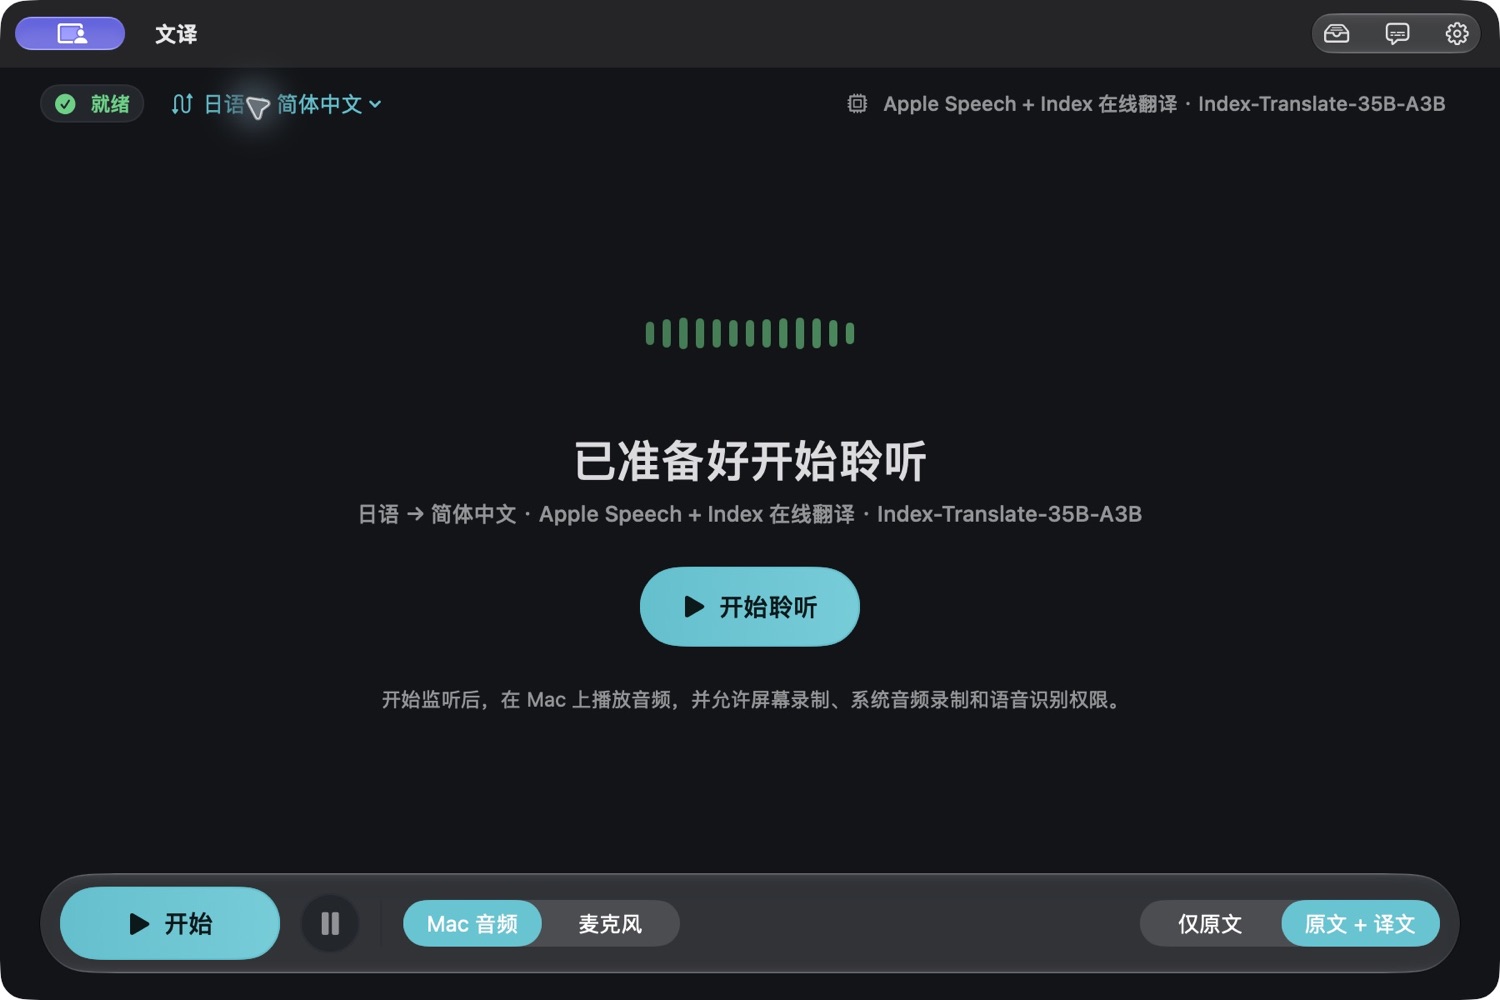 文译
就绪
日语 简体中文
Apple Speech + Index 在线翻译 · Index-Translate-35B-A3B
已准备好开始聆听
日语 → 简体中文 · Apple Speech + Index 在线翻译 · Index-Translate-35B-A3B
开始聆听
开始监听后，在 Mac 上播放音频，并允许屏幕录制、系统音频录制和语音识别权限。
开始
Mac 音频
麦克风
仅原文
原文 + 译文